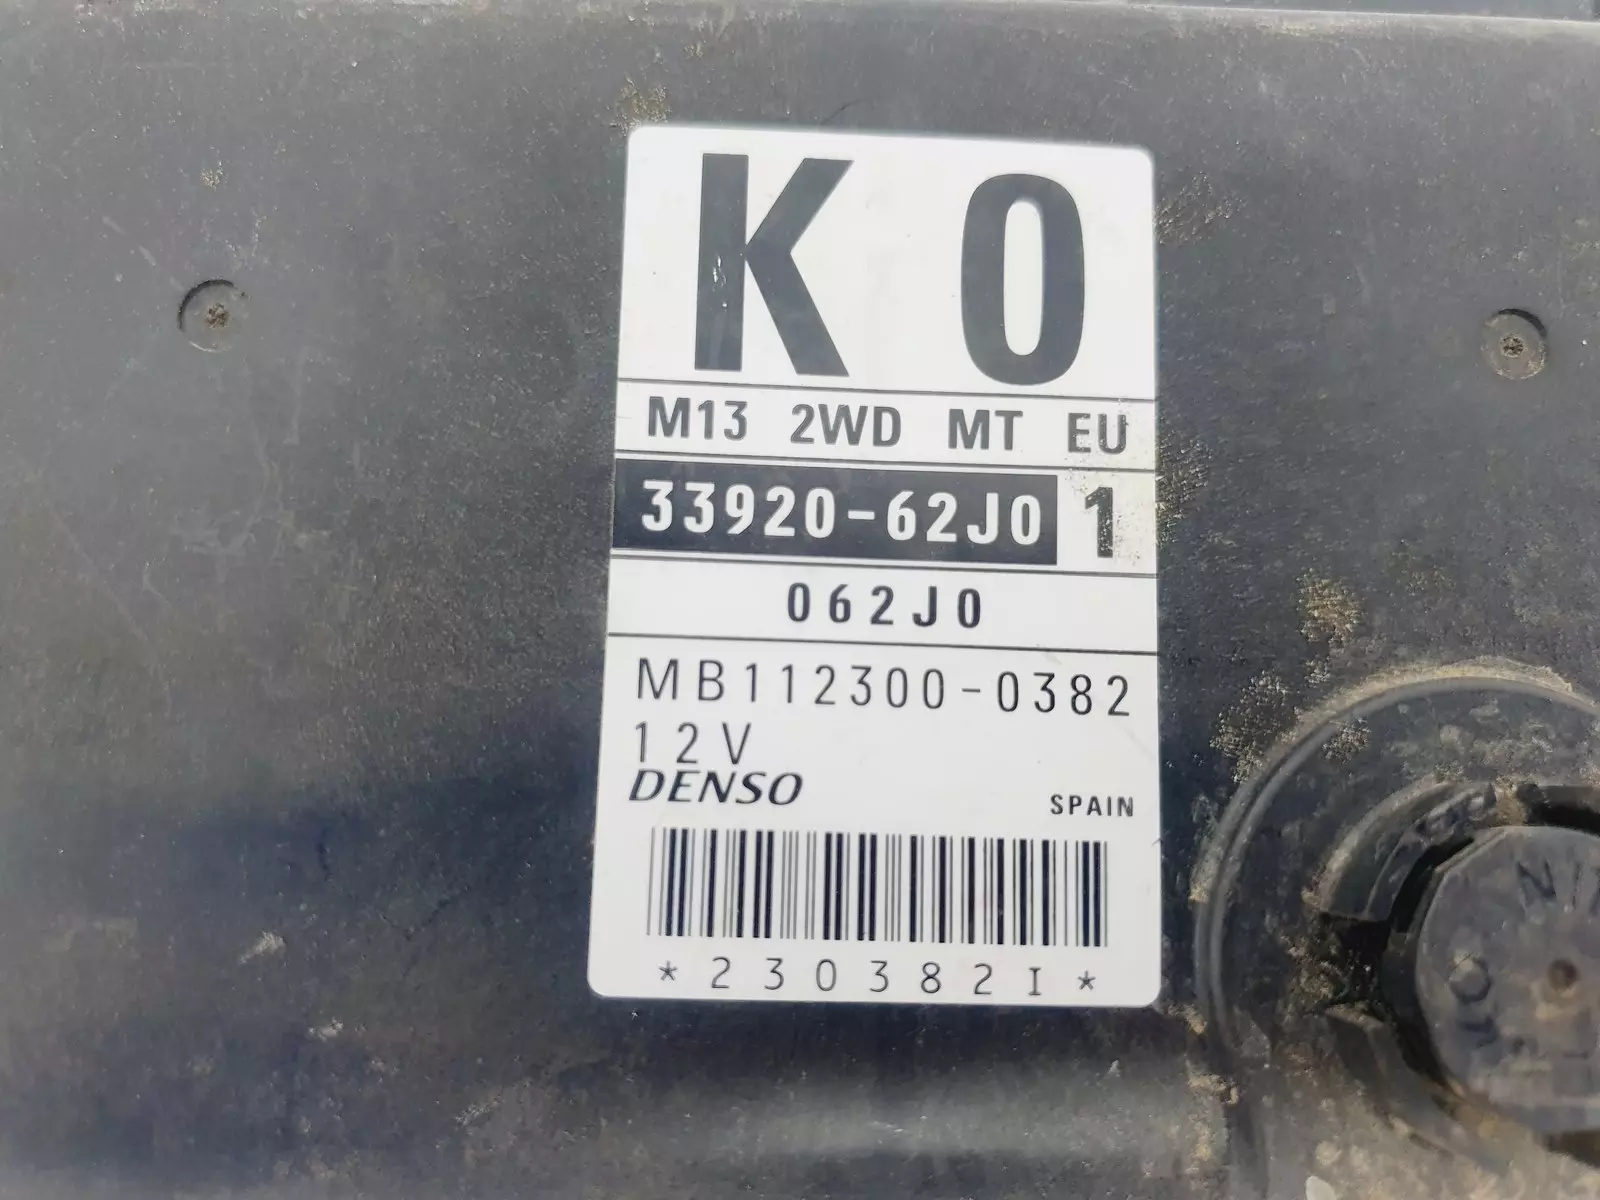 K 0
M13 2WD MT EU
33920-62J0 1
062J0
MB112300-0382
12V
DENSO
SPAIN
*230382I*